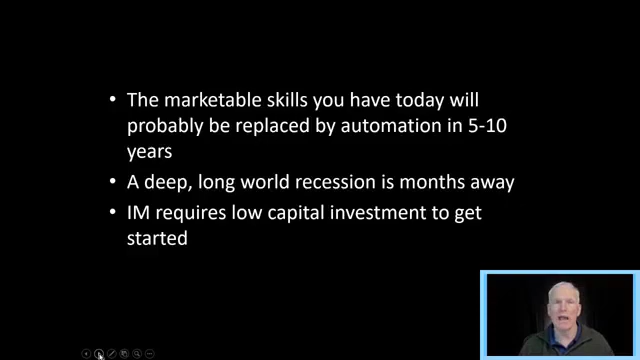 • The marketable skills you have today will
probably be replaced by automation in 5-10
years
• A deep, long world recession is months away
• IM requires low capital investment to get
started